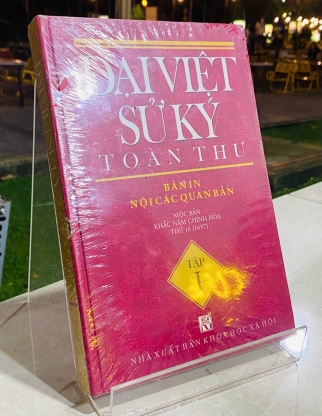 ĐẠI VIỆT
SỬ KÝ
TOÀN THƯ
BẢN IN
NỘI CÁC QUAN BẢN
MỘC BẢN
KHẮC NĂM CHÍNH HÒA
THỨ 18 (1697)
TẬP
I
NHÀ XUẤT BẢN KHOA HỌC XÃ HỘI